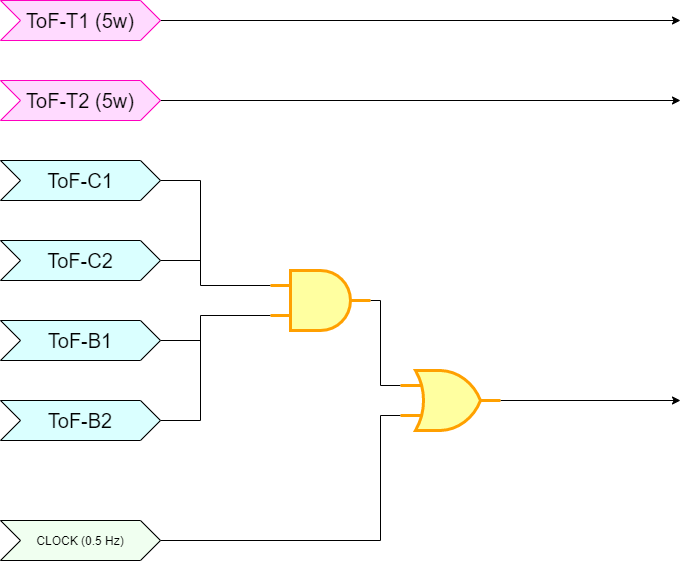 ToF-T1 (5w)
ToF-T2 (5w)
ToF-C1
ToF-C2
ToF-B1
ToF-B2
CLOCK (0.5 Hz)